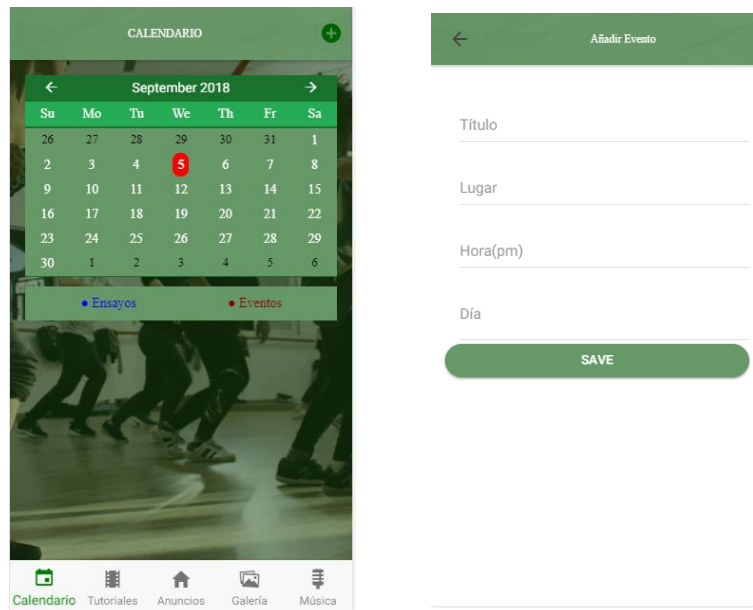 CALENDARIO
September 2018
Su Mo Tu We Th Fr Sa
26 27 28 29 30 31 1
2 3 4 5 6 7 8
9 10 11 12 13 14 15
16 17 18 19 20 21 22
23 24 25 26 27 28 29
30 1 2 3 4 5 6
● Ensayos ● Eventos
Calendario Tutoriales Anuncios Galería Música
Añadir Evento
Título
Lugar
Hora(pm)
Día
SAVE